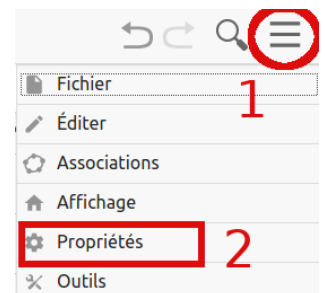 1
Fichier
Éditer
Associations
Affichage
Propriétés
2
Outils